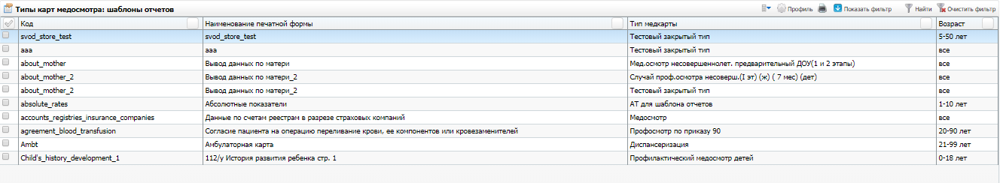 Типы карт медосмотра: шаблоны отчетов Профиль Показать фильтр Найти Очистить фильтр
Код Наименование печатной формы Тип медкарты Возраст
svod_store_test svod_store_test Тестовый закрытый тип 5-50 лет
aaa aaa Тестовый закрытый тип все
about_mother Вывод данных по матери Мед.осмотр несовершеннолет. предварительный ДОУ(1 и 2 этапы) все
about_mother_2 Вывод данных по матери_2 Случай проф.осмотра несоверш.(I эт) (ж) ( 7 мес) (дет) все
about_mother_2 Вывод данных по матери_2 Тестовый закрытый тип все
absolute_rates Абсолютные показатели АТ для шаблона отчетов 1-10 лет
accounts_registries_insurance_companies Данные по счетам реестрам в разрезе страховых компаний Медосмотр все
agreement_blood_transfusion Согласие пациента на операцию переливание крови, ее компонентов или кровезаменителей Профосмотр по приказу 90 20-90 лет
Ambt Амбулаторная карта Диспансеризация 21-99 лет
Child's_history_development_1 112/у История развития ребенка стр. 1 Профилактический медосмотр детей 0-18 лет